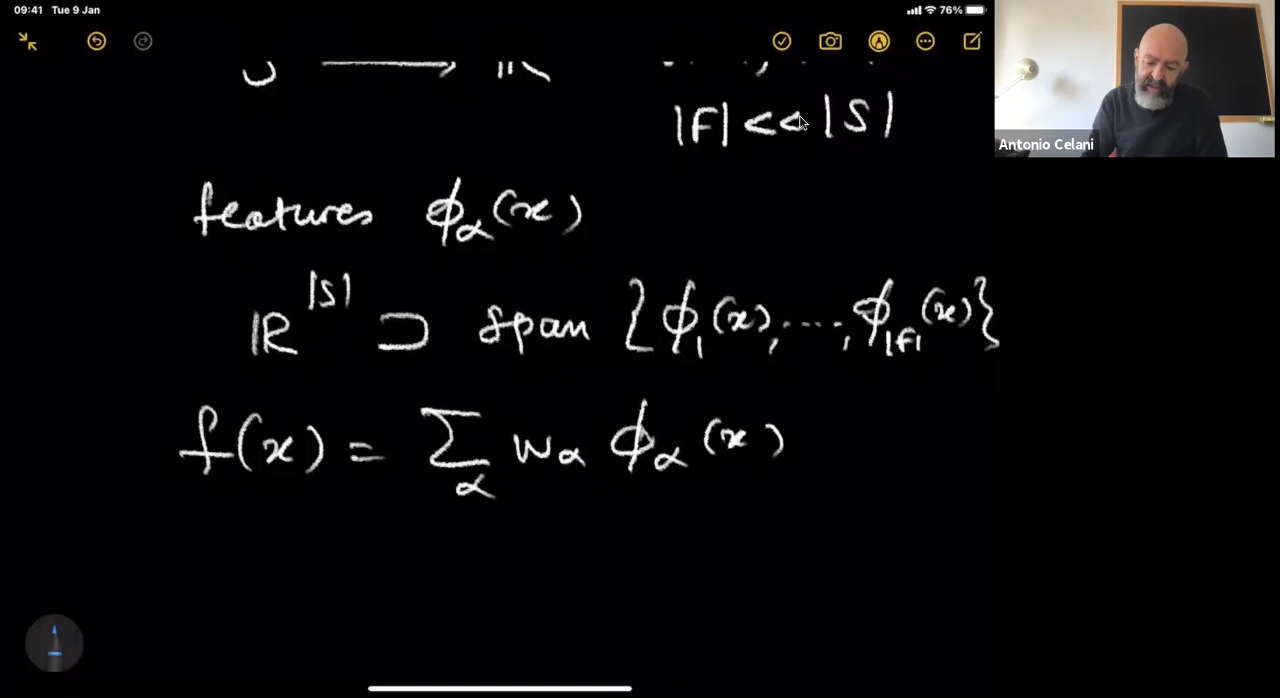 09:41 Tue 9 Jan 76%
|F| << |S|
Antonio Celani
features ϕ_α(x)
ℝ^|S| ⊃ span {ϕ_1(x), ...., ϕ_|F|(x)}
f(x) = Σ_α w_α ϕ_α(x)